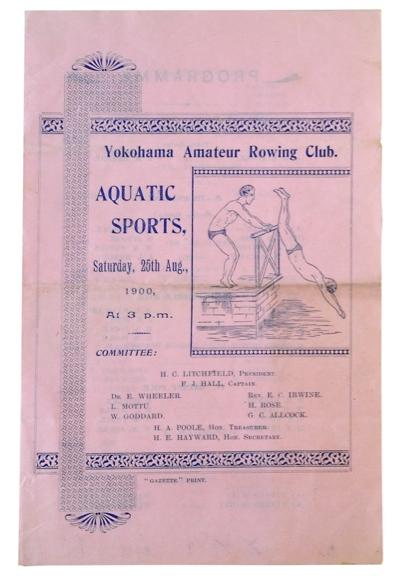 Yokohama Amateur Rowing Club.
AQUATIC
SPORTS,
Saturday, 25th Aug.,
1900,
At 3 p.m.
COMMITTEE:
H. C. LITCHFIELD, PRESIDENT.
F. J. HALL, CAPTAIN.
DR. E. WHEELER. REV. E. C. IRWINE.
L. MOTTU. H. ROSE.
W. GODDARD. G. C. ALLCOCK.
H. A. POOLE, HON. TREASURER.
H. E. HAYWARD, HON. SECRETARY.
"GAZETTE" PRINT.